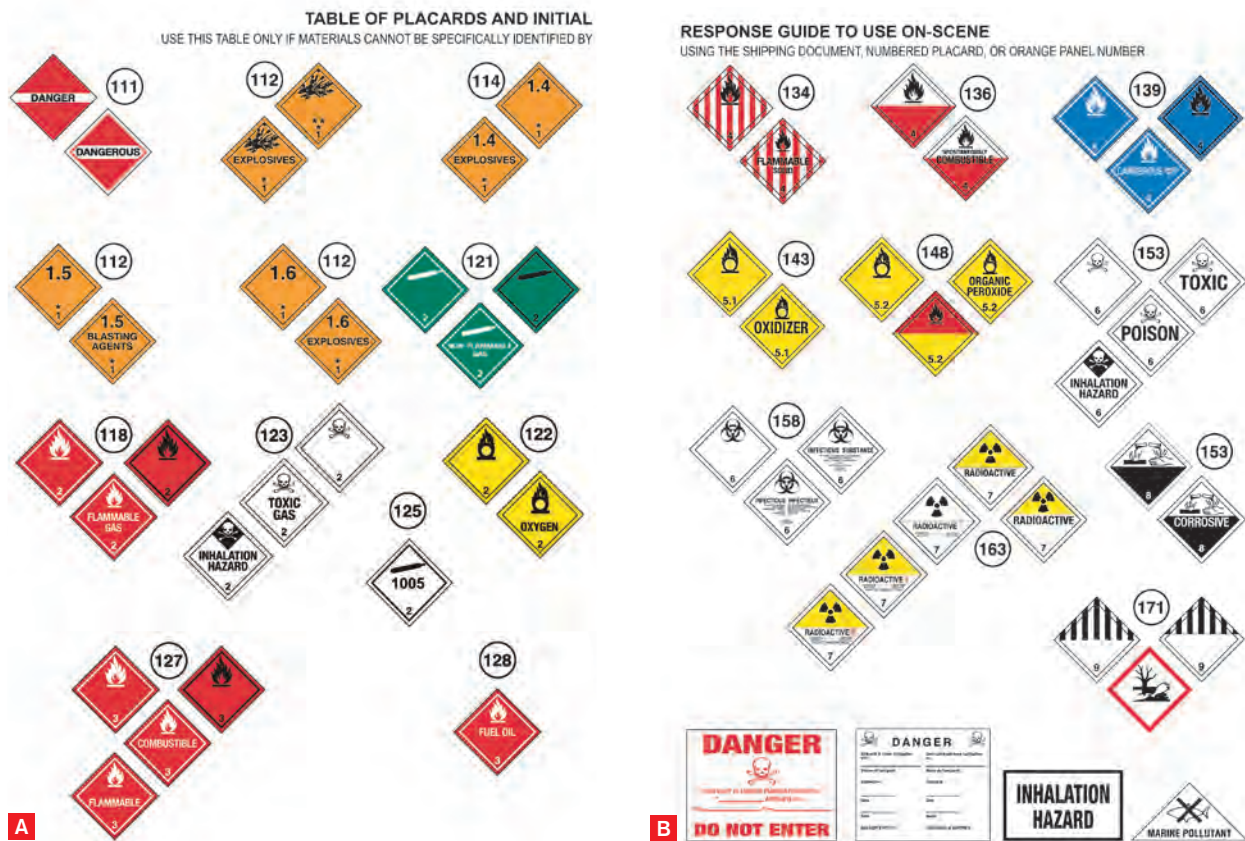 TABLE OF PLACARDS AND INITIAL
USE THIS TABLE ONLY IF MATERIALS CANNOT BE SPECIFICALLY IDENTIFIED BY
111
DANGER
DANGEROUS
112
1
EXPLOSIVES
1
114
1.4
1
1.4
EXPLOSIVES
1
1.5
1
112
1.5
BLASTING
AGENTS
1
1.6
1
112
1.6
EXPLOSIVES
1
121
2
2
NON-FLAMMABLE
GAS
2
118
2
2
FLAMMABLE
GAS
2
123
2
TOXIC
GAS
2
INHALATION
HAZARD
2
122
2
OXYGEN
2
125
1005
2
127
3
3
COMBUSTIBLE
3
FLAMMABLE
3
128
FUEL OIL
3
A
RESPONSE GUIDE TO USE ON-SCENE
USING THE SHIPPING DOCUMENT, NUMBERED PLACARD, OR ORANGE PANEL NUMBER
134
4
FLAMMABLE
SOLID
4
136
4
SPONTANEOUSLY
COMBUSTIBLE
4
139
4
4
4
143
5.1
OXIDIZER
5.1
148
5.2
ORGANIC
PEROXIDE
5.2
5.2
153
6
TOXIC
6
POISON
6
INHALATION
HAZARD
6
158
6
INFECTIOUS SUBSTANCE
6
6
163
RADIOACTIVE
7
RADIOACTIVE
7
RADIOACTIVE
7
RADIOACTIVE
7
RADIOACTIVE
7
153
8
CORROSIVE
8
171
9
9
DANGER
DO NOT ENTER
DANGER
INHALATION
HAZARD
MARINE POLLUTANT
B